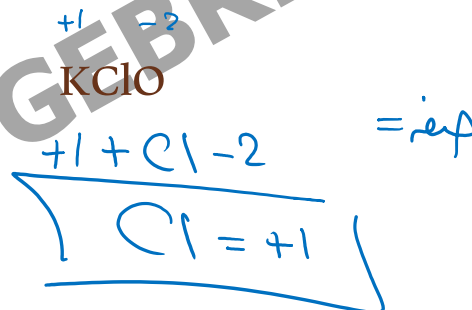 +1 -2
KClO
+1 + Cl - 2 =
Cl = +1